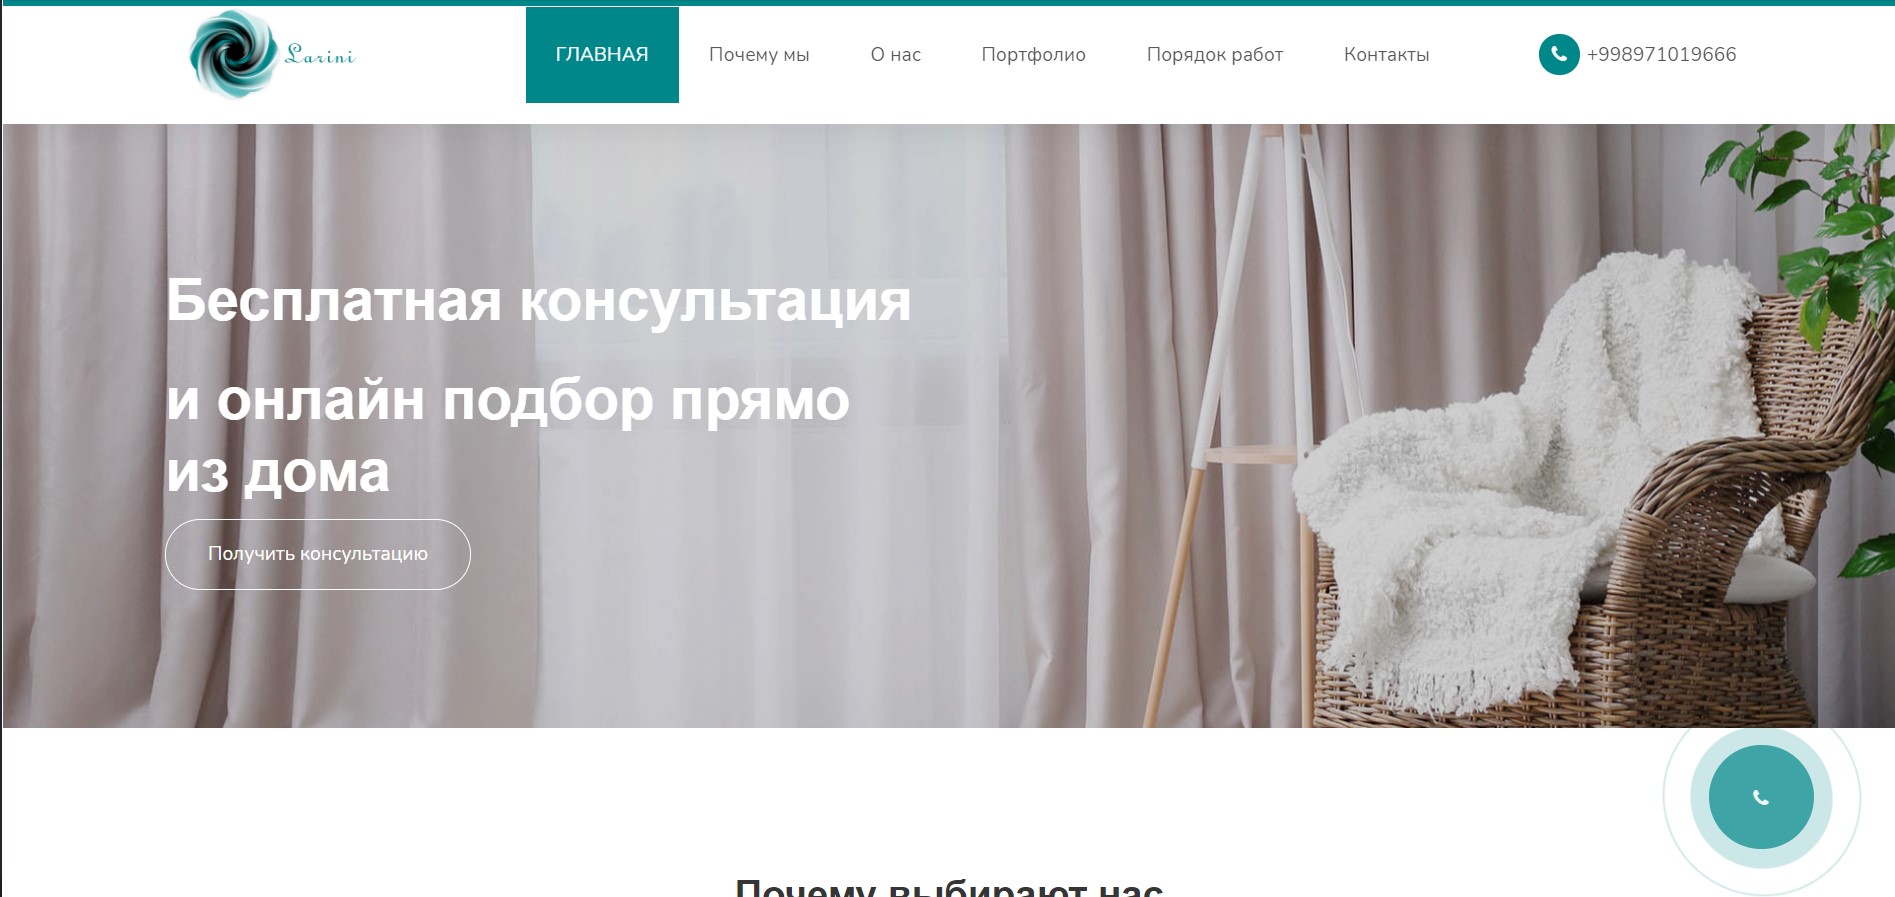 Larini
ГЛАВНАЯ
Почему мы
О нас
Портфолио
Порядок работ
Контакты
+998971019666
Бесплатная консультация
и онлайн подбор прямо
из дома
Получить консультацию
Почему выбирают нас